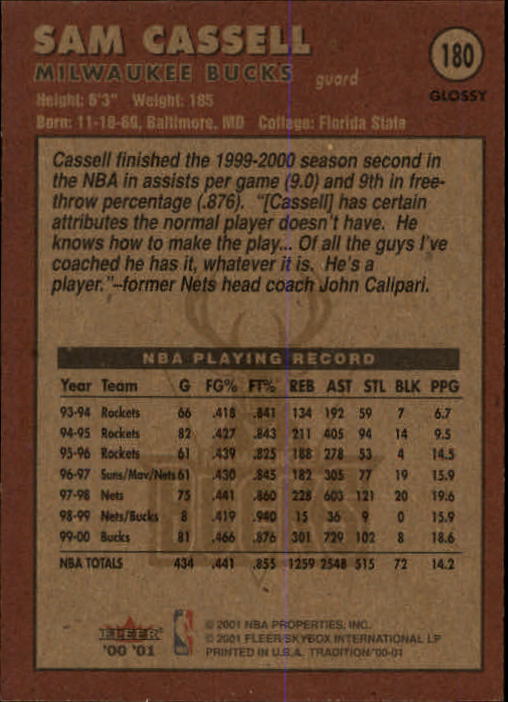 SAM CASSELL
180
MILWAUKEE BUCKS guard
GLOSSY
Height: 6'3" Weight: 185
Born: 11-18-69, Baltimore, MD College: Florida State
Cassell finished the 1999-2000 season second in
the NBA in assists per game (9.0) and 9th in free-
throw percentage (.876). "[Cassell] has certain
attributes the normal player doesn't have. He
knows how to make the play... Of all the guys I've
coached he has it, whatever it is. He's a
player."–former Nets head coach John Calipari.
NBA PLAYING RECORD
Year Team G FG% FT% REB AST STL BLK PPG
93-94 Rockets 66 .418 .841 134 192 59 7 6.7
94-95 Rockets 82 .427 .843 211 405 94 14 9.5
95-96 Rockets 61 .439 .825 188 278 53 4 14.5
96-97 Suns/Mav/Nets 61 .430 .845 182 305 77 19 15.9
97-98 Nets 75 .441 .860 228 603 121 20 19.6
98-99 Nets/Bucks 8 .419 .940 15 36 9 0 15.9
99-00 Bucks 81 .466 .876 301 729 102 8 18.6
NBA TOTALS 434 .441 .855 1259 2548 515 72 14.2
BUCKS
FLEER
'00 '01
© 2001 NBA PROPERTIES, INC.
© 2001 FLEER/SKYBOX INTERNATIONAL LP
PRINTED IN U.S.A. TRADITION'00-01